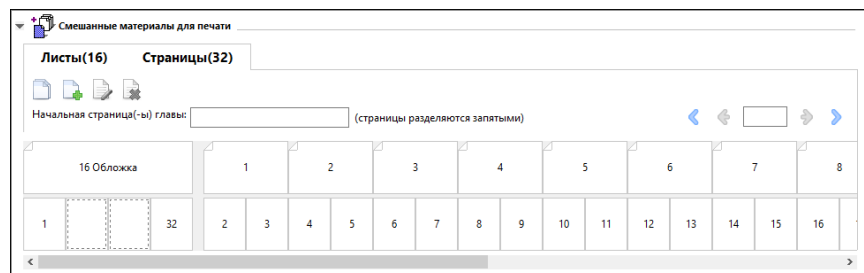 Смешанные материалы для печати
Листы(16) Страницы(32)
Начальная страница(-ы) главы: (страницы разделяются запятыми)
16 Обложка 1 2 3 4 5 6 7 8
1 32 2 3 4 5 6 7 8 9 10 11 12 13 14 15 16